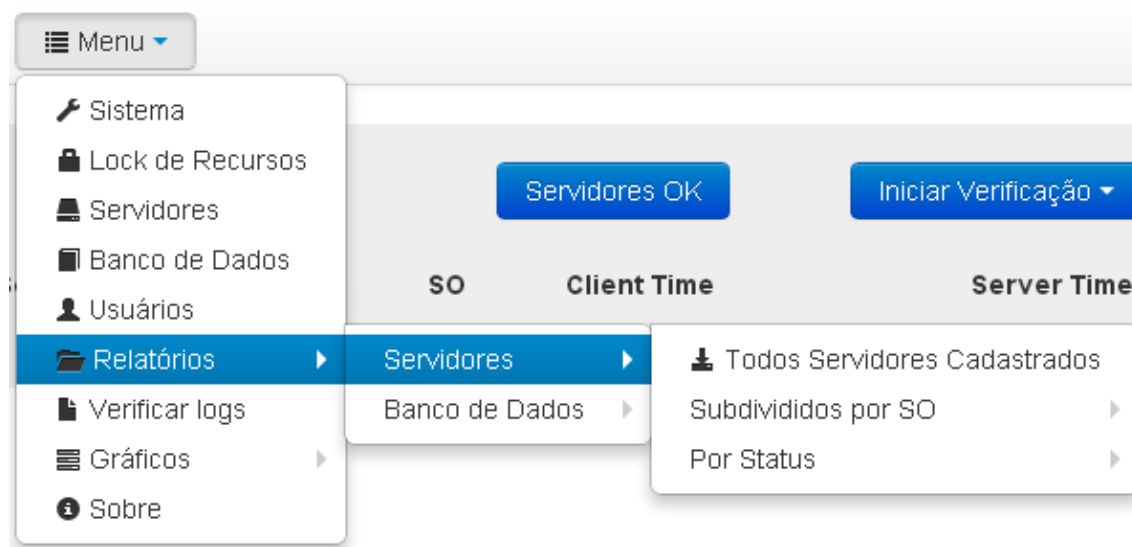 Menu
Sistema
Lock de Recursos
Servidores
Banco de Dados
Usuários
Relatórios
Verificar logs
Gráficos
Sobre
Servidores OK
Iniciar Verificação
SO
Client Time
Server Time
Servidores
Banco de Dados
Todos Servidores Cadastrados
Subdivididos por SO
Por Status